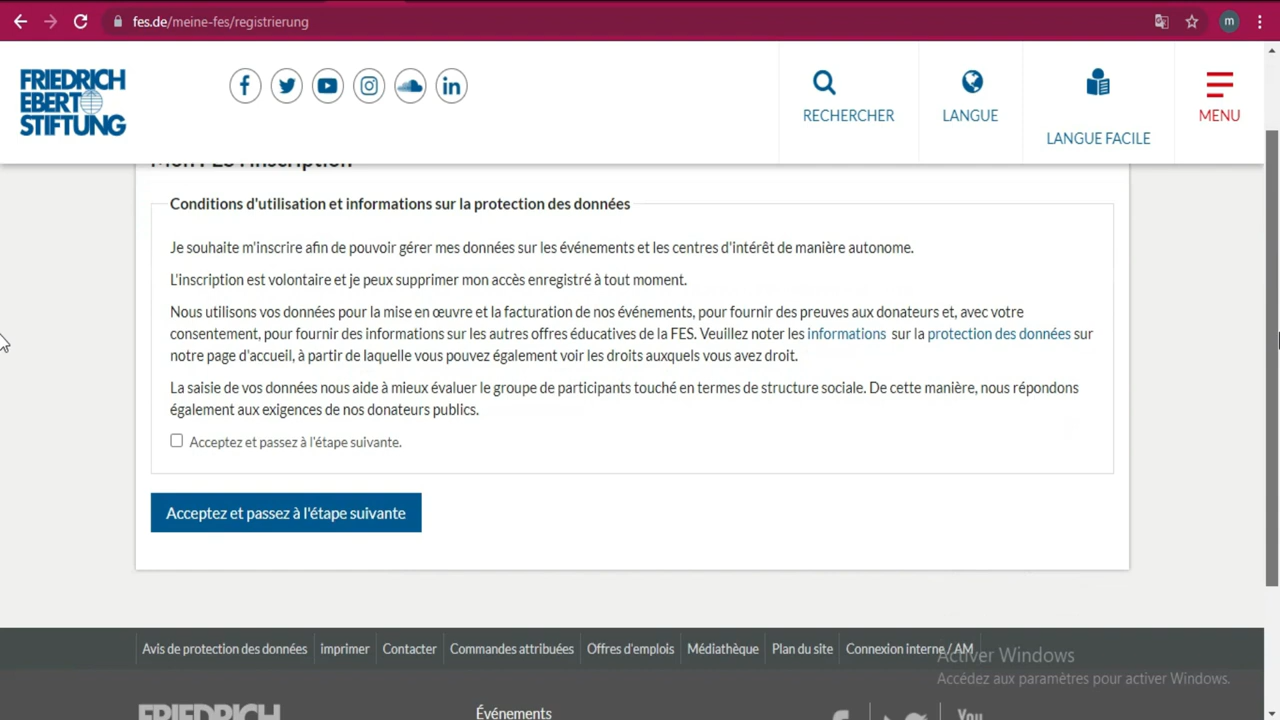 fes.de/meine-fes/registrierung
m
FRIEDRICH
EBERT
STIFTUNG
f
in
RECHERCHER
LANGUE
LANGUE FACILE
MENU
Mon FES : Inscription
Conditions d'utilisation et informations sur la protection des données
Je souhaite m'inscrire afin de pouvoir gérer mes données sur les événements et les centres d'intérêt de manière autonome.
L'inscription est volontaire et je peux supprimer mon accès enregistré à tout moment.
Nous utilisons vos données pour la mise en œuvre et la facturation de nos événements, pour fournir des preuves aux donateurs et, avec votre
consentement, pour fournir des informations sur les autres offres éducatives de la FES. Veuillez noter les informations sur la protection des données sur
notre page d'accueil, à partir de laquelle vous pouvez également voir les droits auxquels vous avez droit.
La saisie de vos données nous aide à mieux évaluer le groupe de participants touché en termes de structure sociale. De cette manière, nous répondons
également aux exigences de nos donateurs publics.
Acceptez et passez à l'étape suivante.
Acceptez et passez à l'étape suivante
Avis de protection des données
imprimer
Contacter
Commandes attribuées
Offres d'emplois
Médiathèque
Plan du site
Connexion interne / AM
Activer Windows
Accédez aux paramètres pour activer Windows.
FRIEDRICH
Événements
You